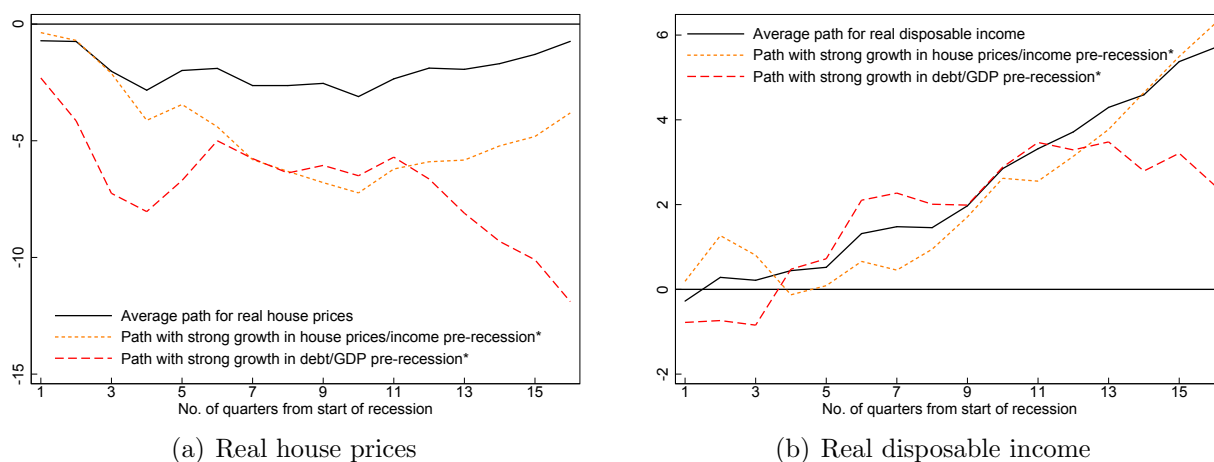 0
-5
-10
-15
Average path for real house prices
Path with strong growth in house prices/income pre-recession*
Path with strong growth in debt/GDP pre-recession*
1 3 5 7 9 11 13 15
No. of quarters from start of recession
(a) Real house prices
6
4
2
0
-2
Average path for real disposable income
Path with strong growth in house prices/income pre-recession*
Path with strong growth in debt/GDP pre-recession*
1 3 5 7 9 11 13 15
No. of quarters from start of recession
(b) Real disposable income